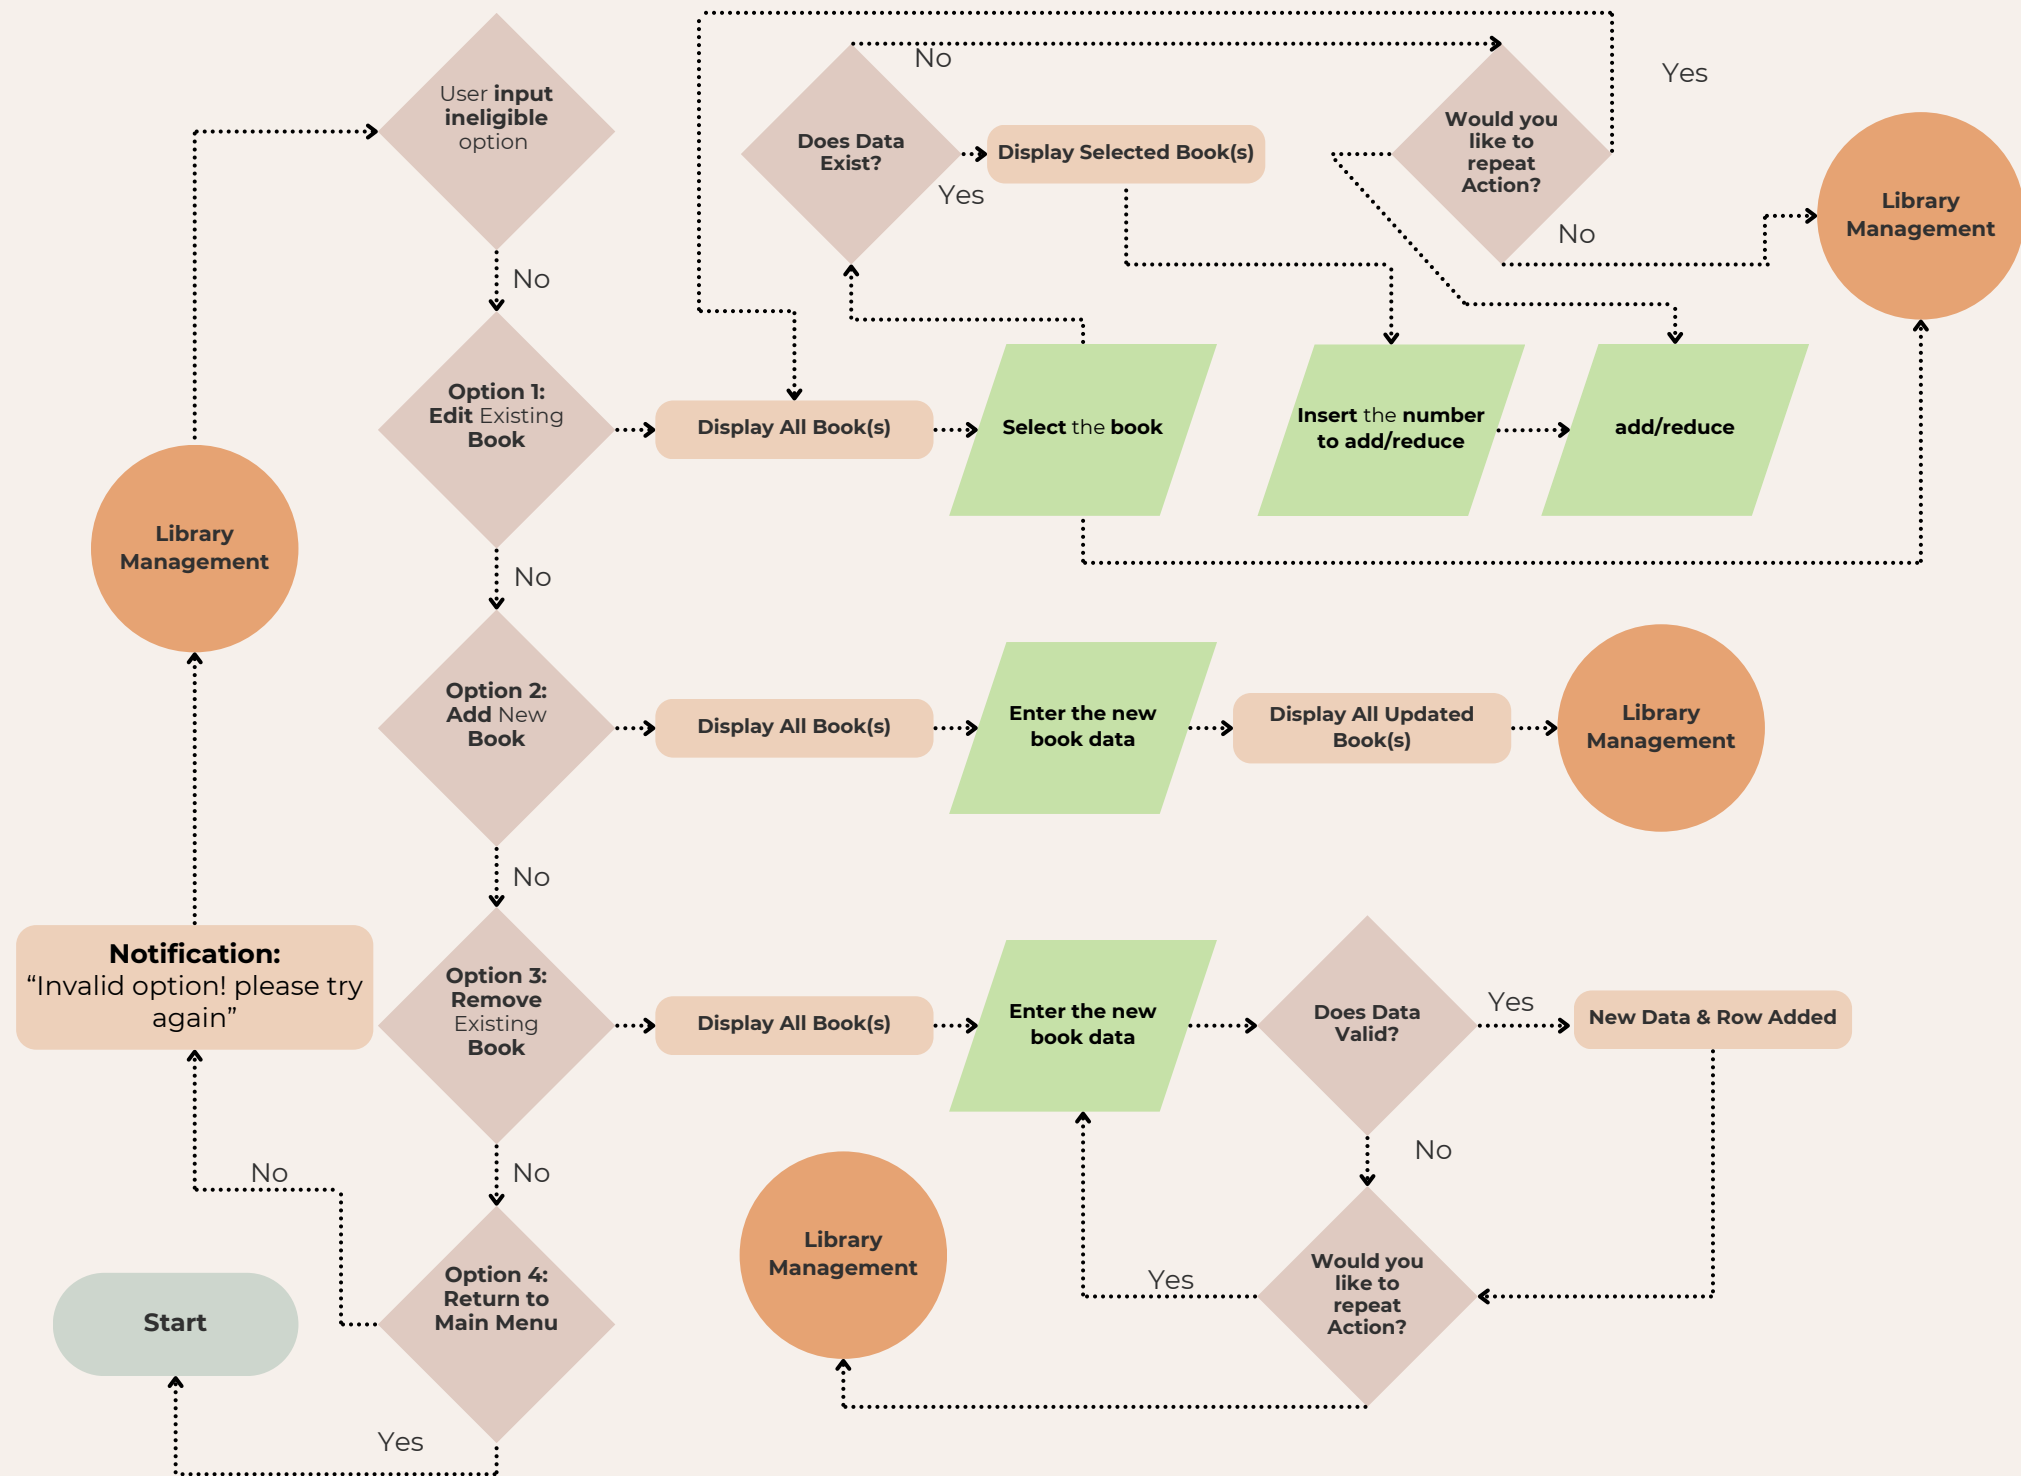 User input
ineligible
option
No
Option 1:
Edit Existing
Book
No
Option 2:
Add New
Book
No
Option 3:
Remove
Existing
Book
No
Option 4:
Return to
Main Menu
No
Yes
Start
Notification:
“Invalid option! please try
again”
Library
Management
Display All Book(s)
Select the book
Does Data
Exist?
No
Yes
Display Selected Book(s)
Would you
like to
repeat
Action?
Yes
No
Library
Management
Insert the number
to add/reduce
add/reduce
Display All Book(s)
Enter the new
book data
Display All Updated
Book(s)
Library
Management
Display All Book(s)
Enter the new
book data
Does Data
Valid?
Yes
New Data & Row Added
No
Would you
like to
repeat
Action?
Yes
Library
Management